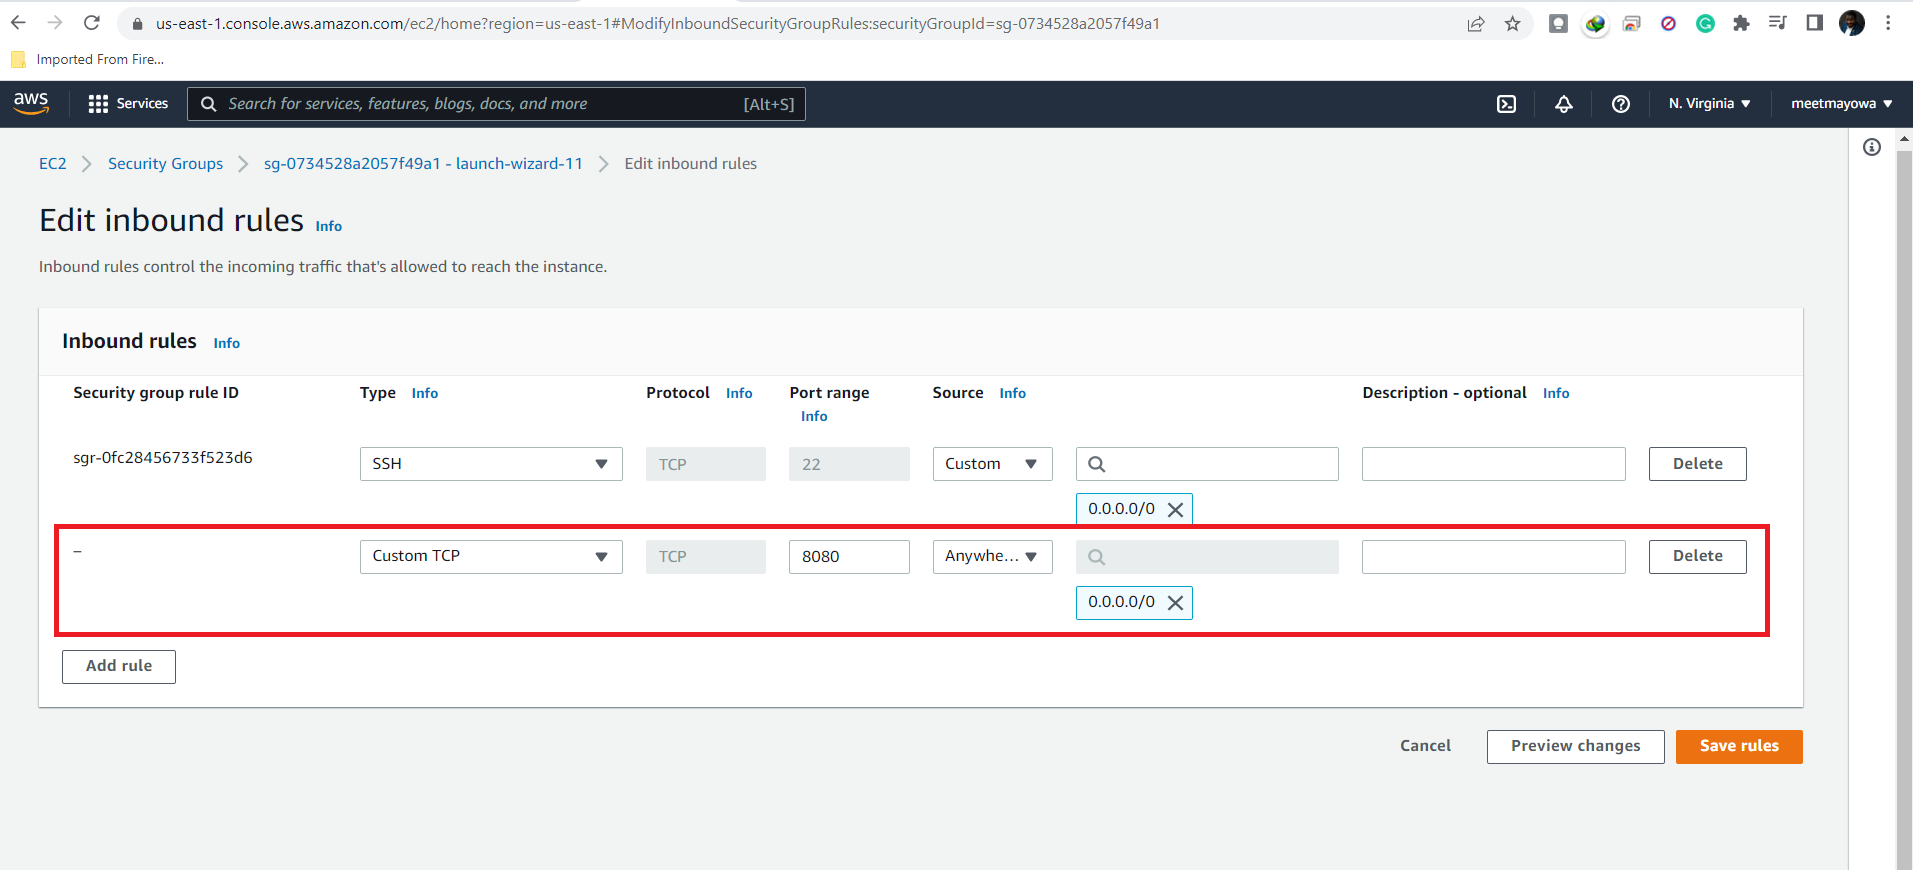 us-east-1.console.aws.amazon.com/ec2/home?region=us-east-1#ModifyInboundSecurityGroupRules:securityGroupId=sg-0734528a2057f49a1
Imported From Fire...
aws Services Search for services, features, blogs, docs, and more [Alt+S] N. Virginia meetmayowa
EC2 Security Groups sg-0734528a2057f49a1 - launch-wizard-11 Edit inbound rules
Edit inbound rules Info
Inbound rules control the incoming traffic that's allowed to reach the instance.
Inbound rules Info
Security group rule ID Type Info Protocol Info Port range Source Info Description - optional Info
Info
sgr-0fc28456733f523d6 SSH TCP 22 Custom Delete
0.0.0.0/0
– Custom TCP TCP 8080 Anywhe... Delete
0.0.0.0/0
Add rule
Cancel Preview changes Save rules